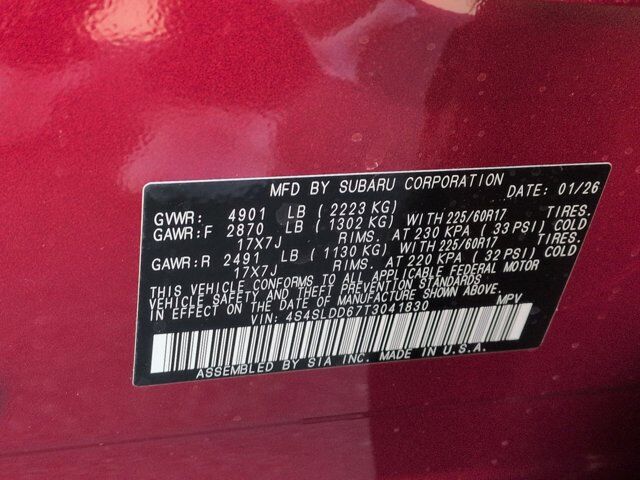 MFD BY SUBARU CORPORATION DATE: 01/26
GVWR: 4901 LB (2223 KG)
GAWR:F 2870 LB (1302 KG) WITH 225/60R17 TIRES.
17X7J RIMS. AT 230 KPA (33 PSI) COLD
GAWR:R 2491 LB (1130 KG) WITH 225/60R17 TIRES.
17X7J RIMS. AT 220 KPA (32 PSI) COLD
THIS VEHICLE CONFORMS TO ALL APPLICABLE FEDERAL MOTOR
VEHICLE SAFETY AND THEFT PREVENTION STANDARDS
IN EFFECT ON THE DATE OF MANUFACTURE SHOWN ABOVE.
VIN: 4S4SLDD67T3041830 MPV
ASSEMBLED BY SIA INC. MADE IN U.S.A.